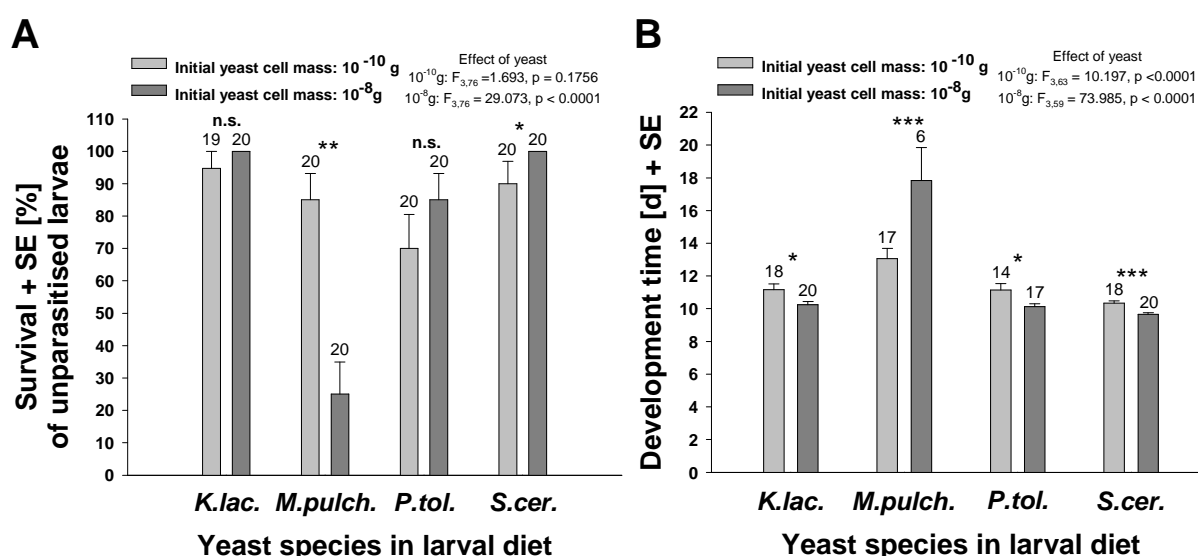 A
Initial yeast cell mass: 10⁻¹⁰ g
Initial yeast cell mass: 10⁻⁸g
Effect of yeast
10⁻¹⁰g: F₃,₇₆ =1.693, p = 0.1756
10⁻⁸g: F₃,₇₆ = 29.073, p < 0.0001
Survival + SE [%]
of unparasitised larvae
110
100
90
80
70
60
50
40
30
20
10
0
n.s.
19 20
**
20
20
n.s.
20
20
*
20
20
K.lac. M.pulch. P.tol. S.cer.
Yeast species in larval diet
B
Initial yeast cell mass: 10⁻¹⁰ g
Initial yeast cell mass: 10⁻⁸g
Effect of yeast
10⁻¹⁰g: F₃,₆₃ = 10.197, p <0.0001
10⁻⁸g: F₃,₅₉ = 73.985, p < 0.0001
Development time [d] + SE
22
20
18
16
14
12
10
8
6
4
2
0
*
18
20
***
17
6
*
14
17
***
18
20
K.lac. M.pulch. P.tol. S.cer.
Yeast species in larval diet